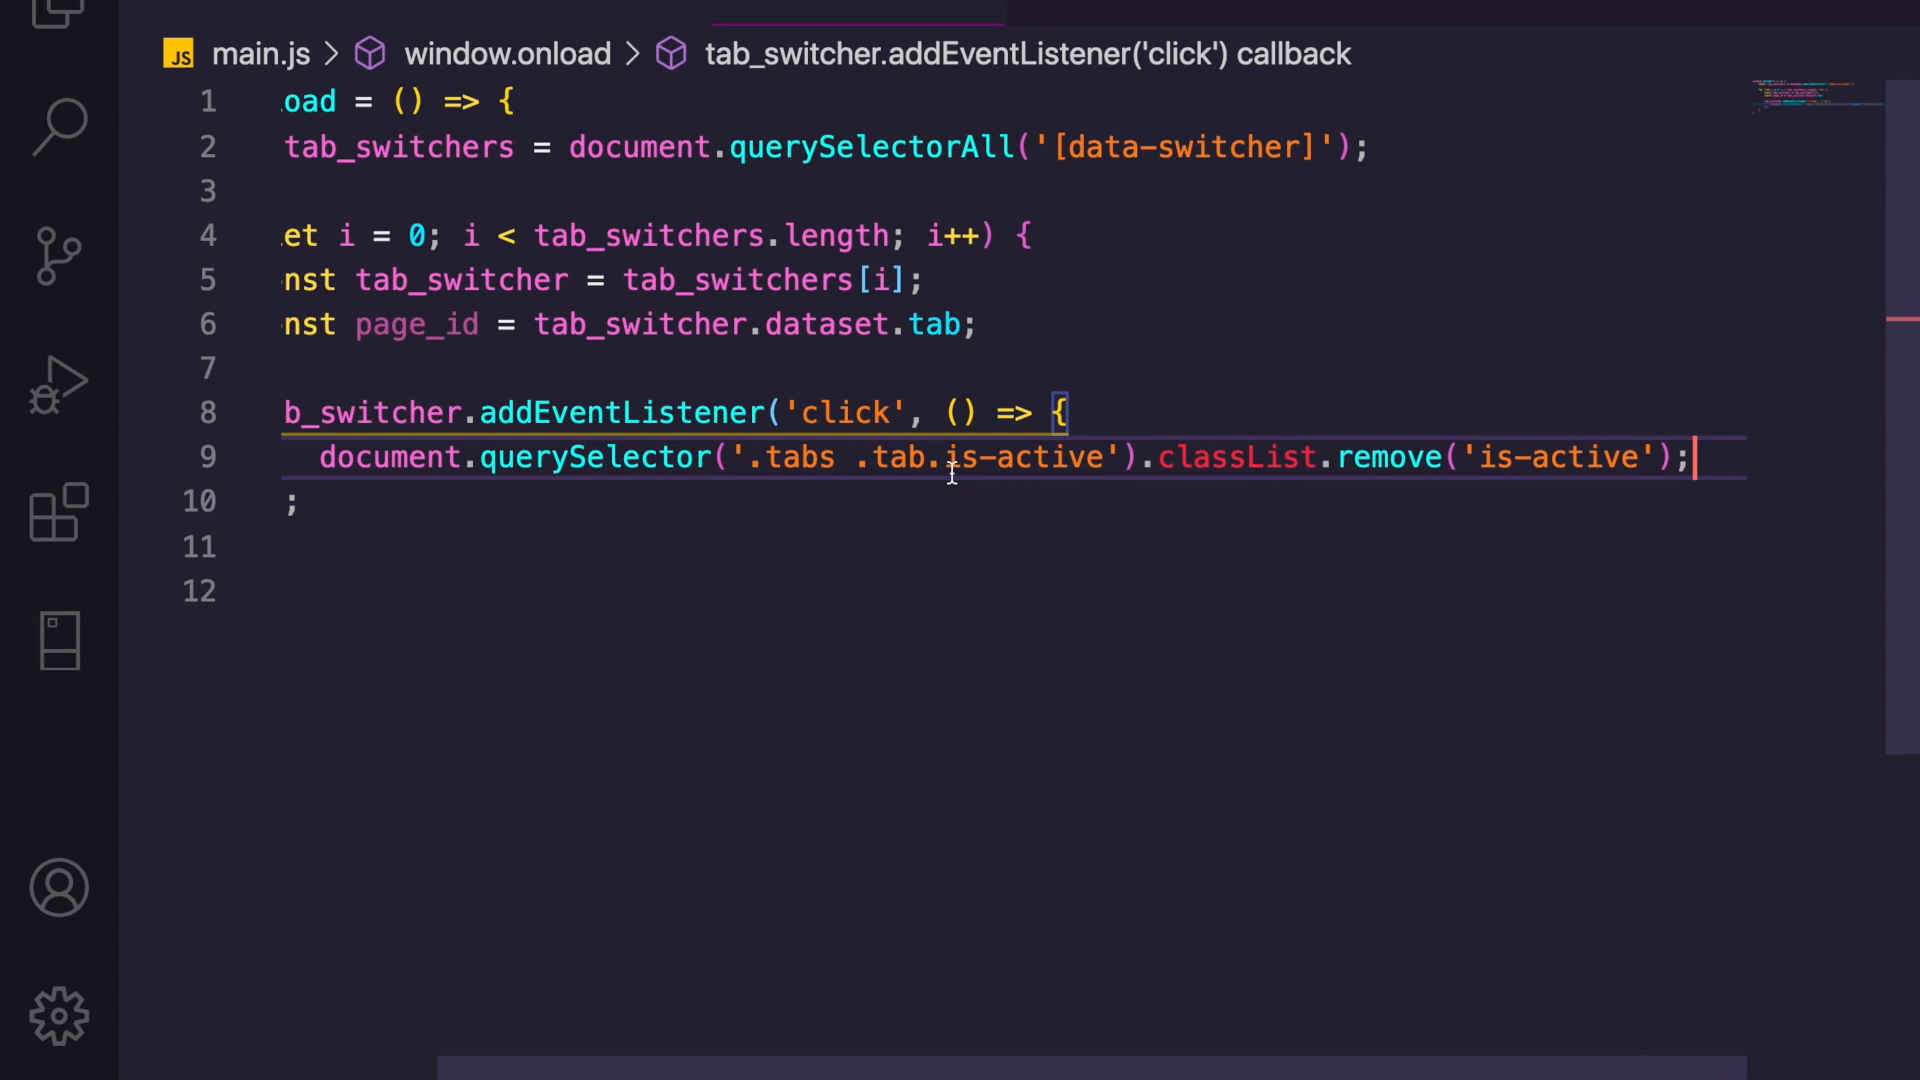 JS main.js > window.onload > tab_switcher.addEventListener('click') callback
1 .oad = () => {
2 tab_switchers = document.querySelectorAll('[data-switcher]');
3
4 .et i = 0; i < tab_switchers.length; i++) {
5 nst tab_switcher = tab_switchers[i];
6 nst page_id = tab_switcher.dataset.tab;
7
8 b_switcher.addEventListener('click', () => {
9 document.querySelector('.tabs .tab.is-active').classList.remove('is-active');
10 ;
11
12